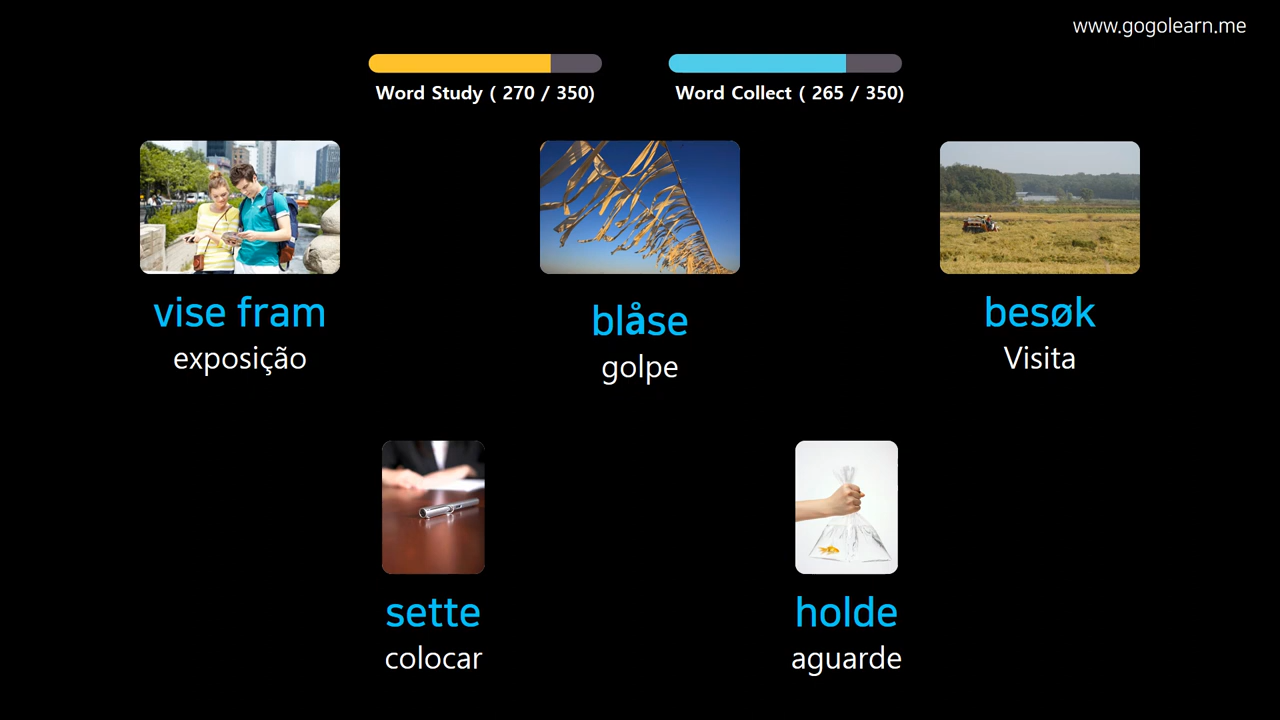 www.gogolearn.me
Word Study ( 270 / 350)
Word Collect ( 265 / 350)
vise fram
exposição
blåse
golpe
besøk
Visita
sette
colocar
holde
aguarde